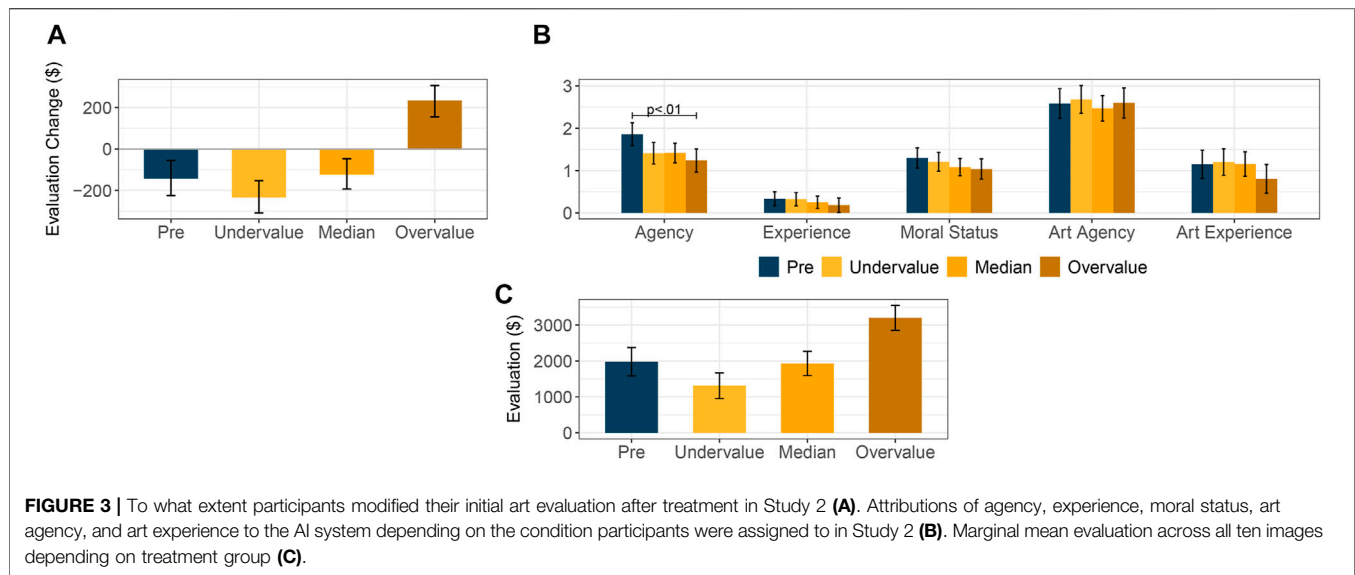 A
Evaluation Change ($)
200
0
−200
Pre Undervalue Median Overvalue
B
3
2
1
0
p<.01
Agency Experience Moral Status Art Agency Art Experience
Pre Undervalue Median Overvalue
C
Evaluation ($)
3000
2000
1000
0
Pre Undervalue Median Overvalue
FIGURE 3 | To what extent participants modified their initial art evaluation after treatment in Study 2 (A). Attributions of agency, experience, moral status, art
agency, and art experience to the AI system depending on the condition participants were assigned to in Study 2 (B). Marginal mean evaluation across all ten images
depending on treatment group (C).